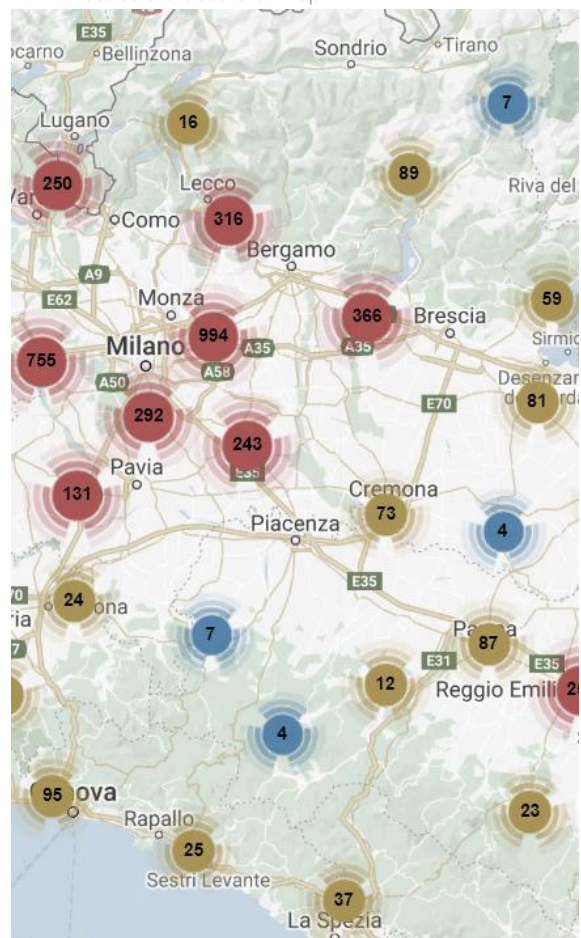 E35
Bellinzona
Sondrio
Tirano
7
16
Lugano
89
250
Lecco
Riva del
316
Como
Bergamo
A9
E62
59
Monza
366
Brescia
994
Milano
755
A35
A35
A58
A50
Desenzan
81
E70
292
243
E35
Pavia
131
Cremona
73
4
Piacenza
E35
24
7
87
E31
E35
12
Reggio Emili
4
95
23
Rapallo
25
Sestri Levante
37
La Spezia